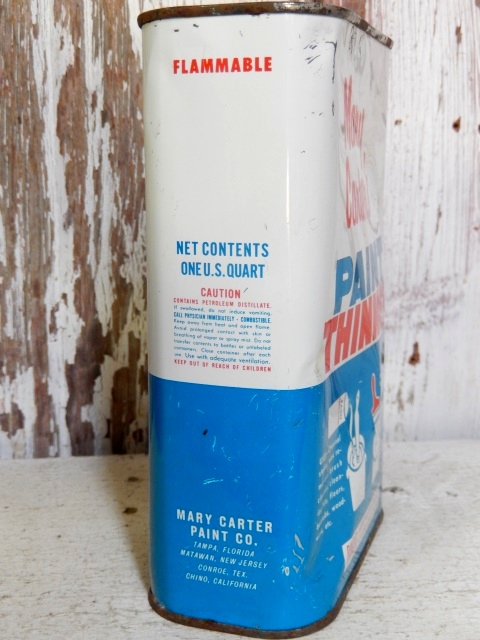 FLAMMABLE
NET CONTENTS
ONE U.S. QUART
CAUTION
CONTAINS PETROLEUM DISTILLATE.
If swallowed, do not induce vomiting.
CALL PHYSICIAN IMMEDIATELY - COMBUSTIBLE.
Keep away from heat and open flame.
Avoid prolonged contact with skin or
breathing of vapor or spray mist. Do not
transfer contents to bottles or unlabeled
containers. Close container after each
use. Use with adequate ventilation.
KEEP OUT OF REACH OF CHILDREN
MARY CARTER
PAINT CO.
TAMPA, FLORIDA
MATAWAN, NEW JERSEY
CONROE, TEX.
CHINO, CALIFORNIA
Mary
Carter
PAIN
THINN